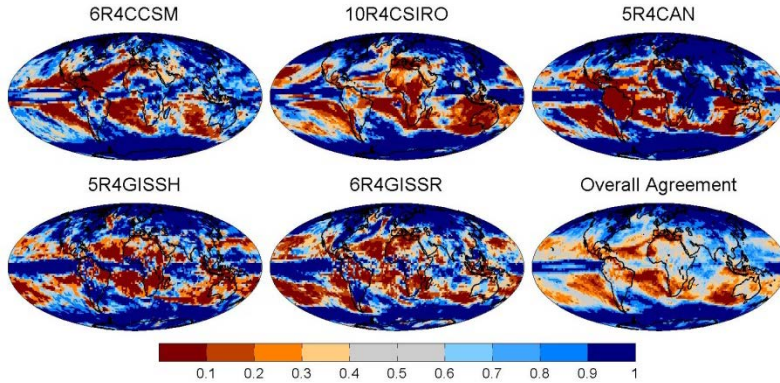 6R4CCSM 10R4CSIRO 5R4CAN
5R4GISSH 6R4GISSR Overall Agreement
0.1 0.2 0.3 0.4 0.5 0.6 0.7 0.8 0.9 1